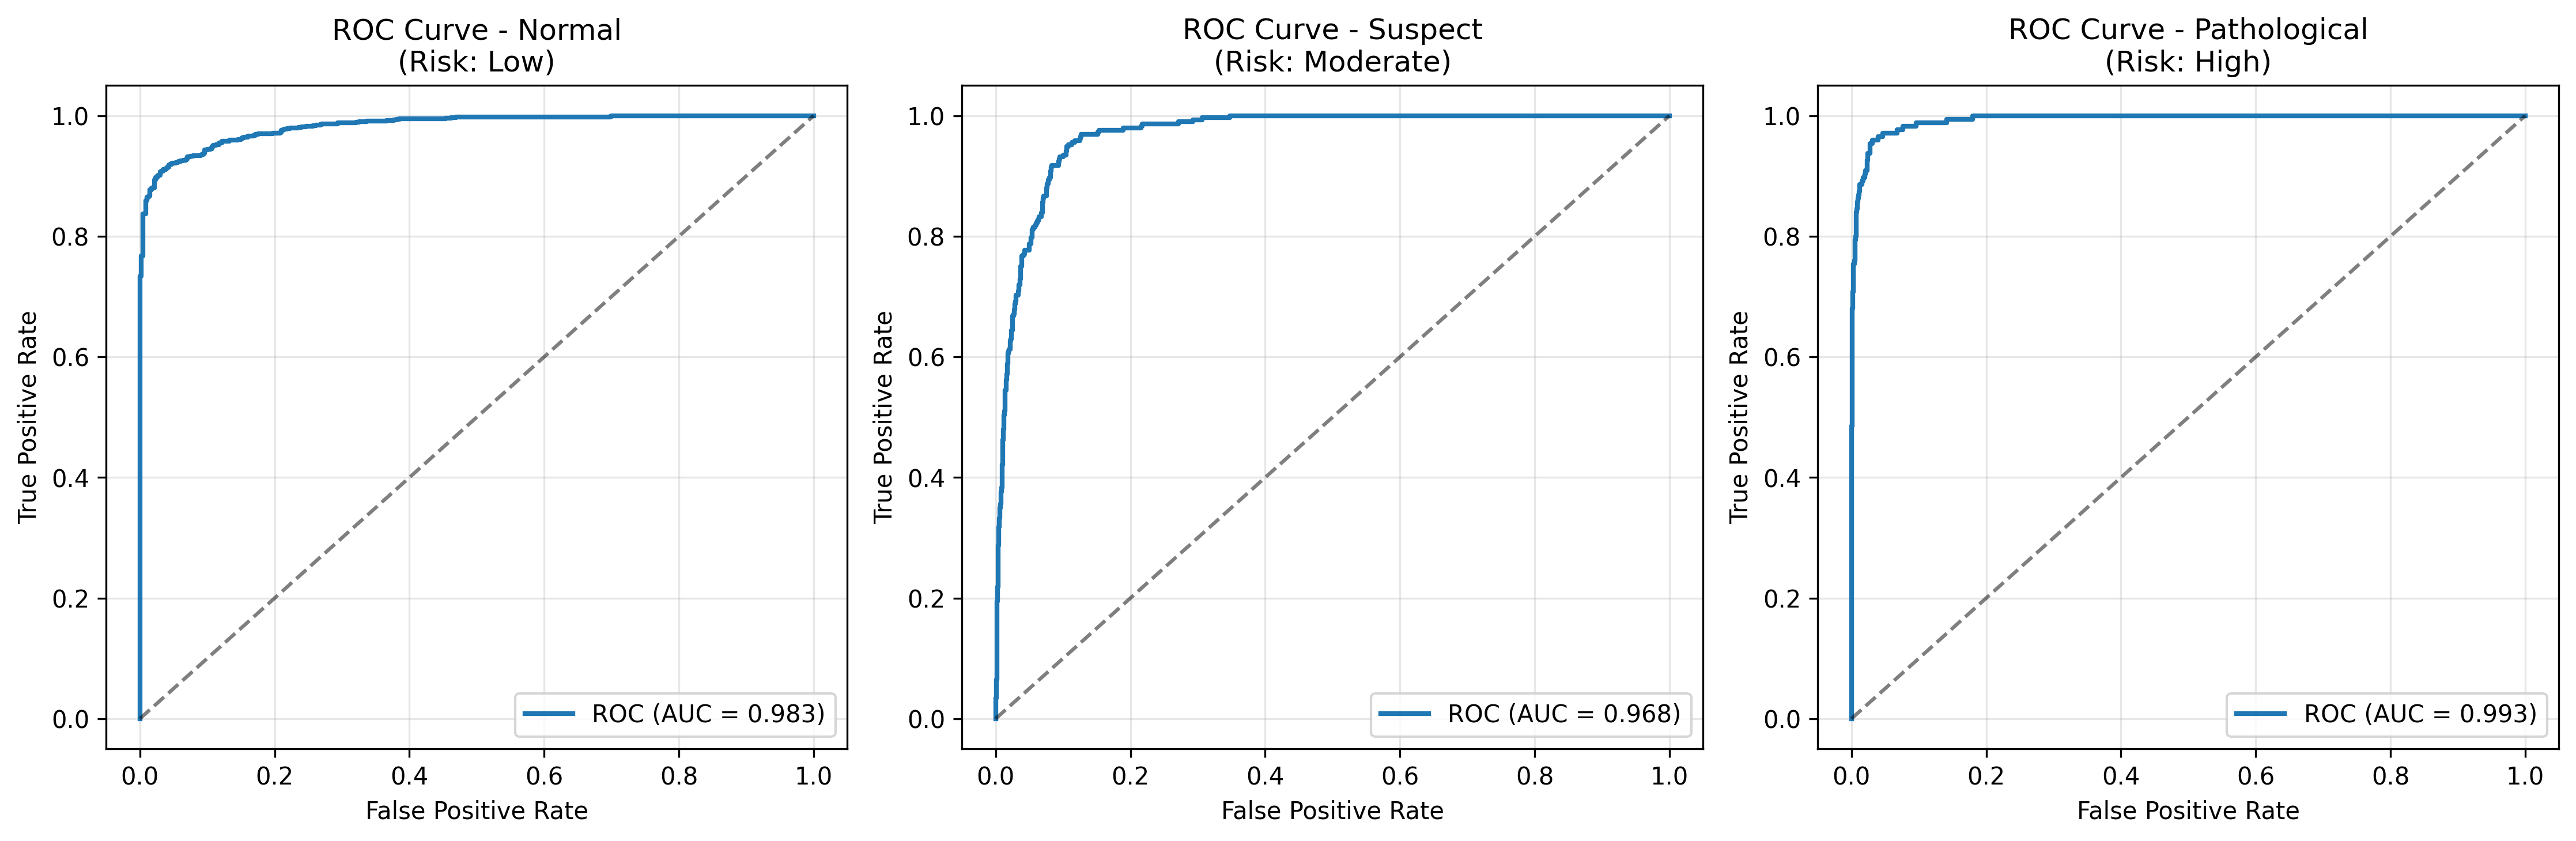 ROC Curve - Normal
(Risk: Low)
True Positive Rate
1.0
0.8
0.6
0.4
0.2
0.0
ROC (AUC = 0.983)
0.0 0.2 0.4 0.6 0.8 1.0
False Positive Rate
ROC Curve - Suspect
(Risk: Moderate)
True Positive Rate
1.0
0.8
0.6
0.4
0.2
0.0
ROC (AUC = 0.968)
0.0 0.2 0.4 0.6 0.8 1.0
False Positive Rate
ROC Curve - Pathological
(Risk: High)
True Positive Rate
1.0
0.8
0.6
0.4
0.2
0.0
ROC (AUC = 0.993)
0.0 0.2 0.4 0.6 0.8 1.0
False Positive Rate